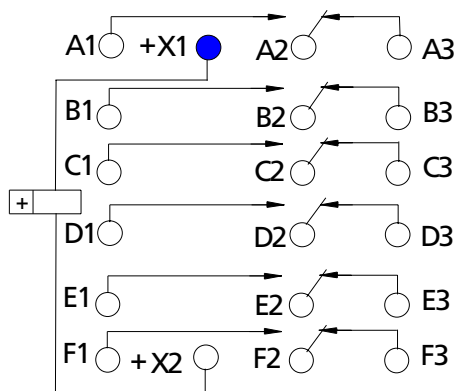 A1 +X1 A2 A3
B1 B2 B3
C1 C2 C3
+
D1 D2 D3
E1 E2 E3
F1 +X2 F2 F3